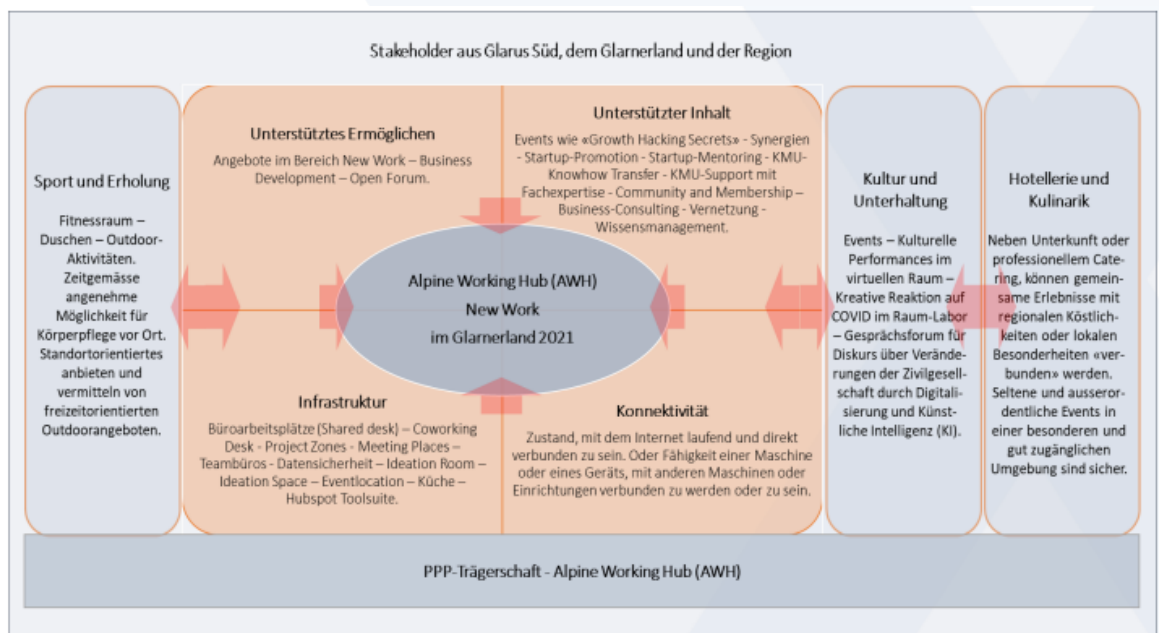 Stakeholder aus Glarus Süd, dem Glarnerland und der Region
Sport und Erholung
Fitnessraum –
Duschen – Outdoor-
Aktivitäten.
Zeitgemässe
angenehme
Möglichkeit für
Körperpflege vor Ort.
Standortorientiertes
anbieten und
vermitteln von
freizeitorientierten
Outdoorangeboten.
Unterstütztes Ermöglichen
Angebote im Bereich New Work – Business
Development – Open Forum.
Unterstützter Inhalt
Events wie «Growth Hacking Secrets» - Synergien
- Startup-Promotion - Startup-Mentoring - KMU-
Knowhow Transfer - KMU-Support mit
Fachexpertise - Community and Membership –
Business-Consulting - Vernetzung -
Wissensmanagement.
Alpine Working Hub (AWH)
New Work
im Glarnerland 2021
Infrastruktur
Büroarbeitsplätze (Shared desk) – Coworking
Desk - Project Zones - Meeting Places –
Teambüros - Datensicherheit – Ideation Room –
Ideation Space – Eventlocation – Küche –
Hubspot Toolsuite.
Konnektivität
Zustand, mit dem Internet laufend und direkt
verbunden zu sein. Oder Fähigkeit einer Maschine
oder eines Geräts, mit anderen Maschinen oder
Einrichtungen verbunden zu werden oder zu sein.
Kultur und
Unterhaltung
Events – Kulturelle
Performances im
virtuellen Raum –
Kreative Reaktion auf
COVID im Raum-Labor
– Gesprächsforum für
Diskurs über Verände-
rungen der Zivilgesell-
schaft durch Digitali-
sierung und Künst-
liche Intelligenz (KI).
Hotellerie und
Kulinarik
Neben Unterkunft oder
professionellem Cate-
ring, können gemein-
same Erlebnisse mit
regionalen Köstlich-
keiten oder lokalen
Besonderheiten «ver-
bunden» werden.
Seltene und ausseror-
dentliche Events in
einer besonderen und
gut zugänglichen
Umgebung sind sicher.
PPP-Trägerschaft - Alpine Working Hub (AWH)